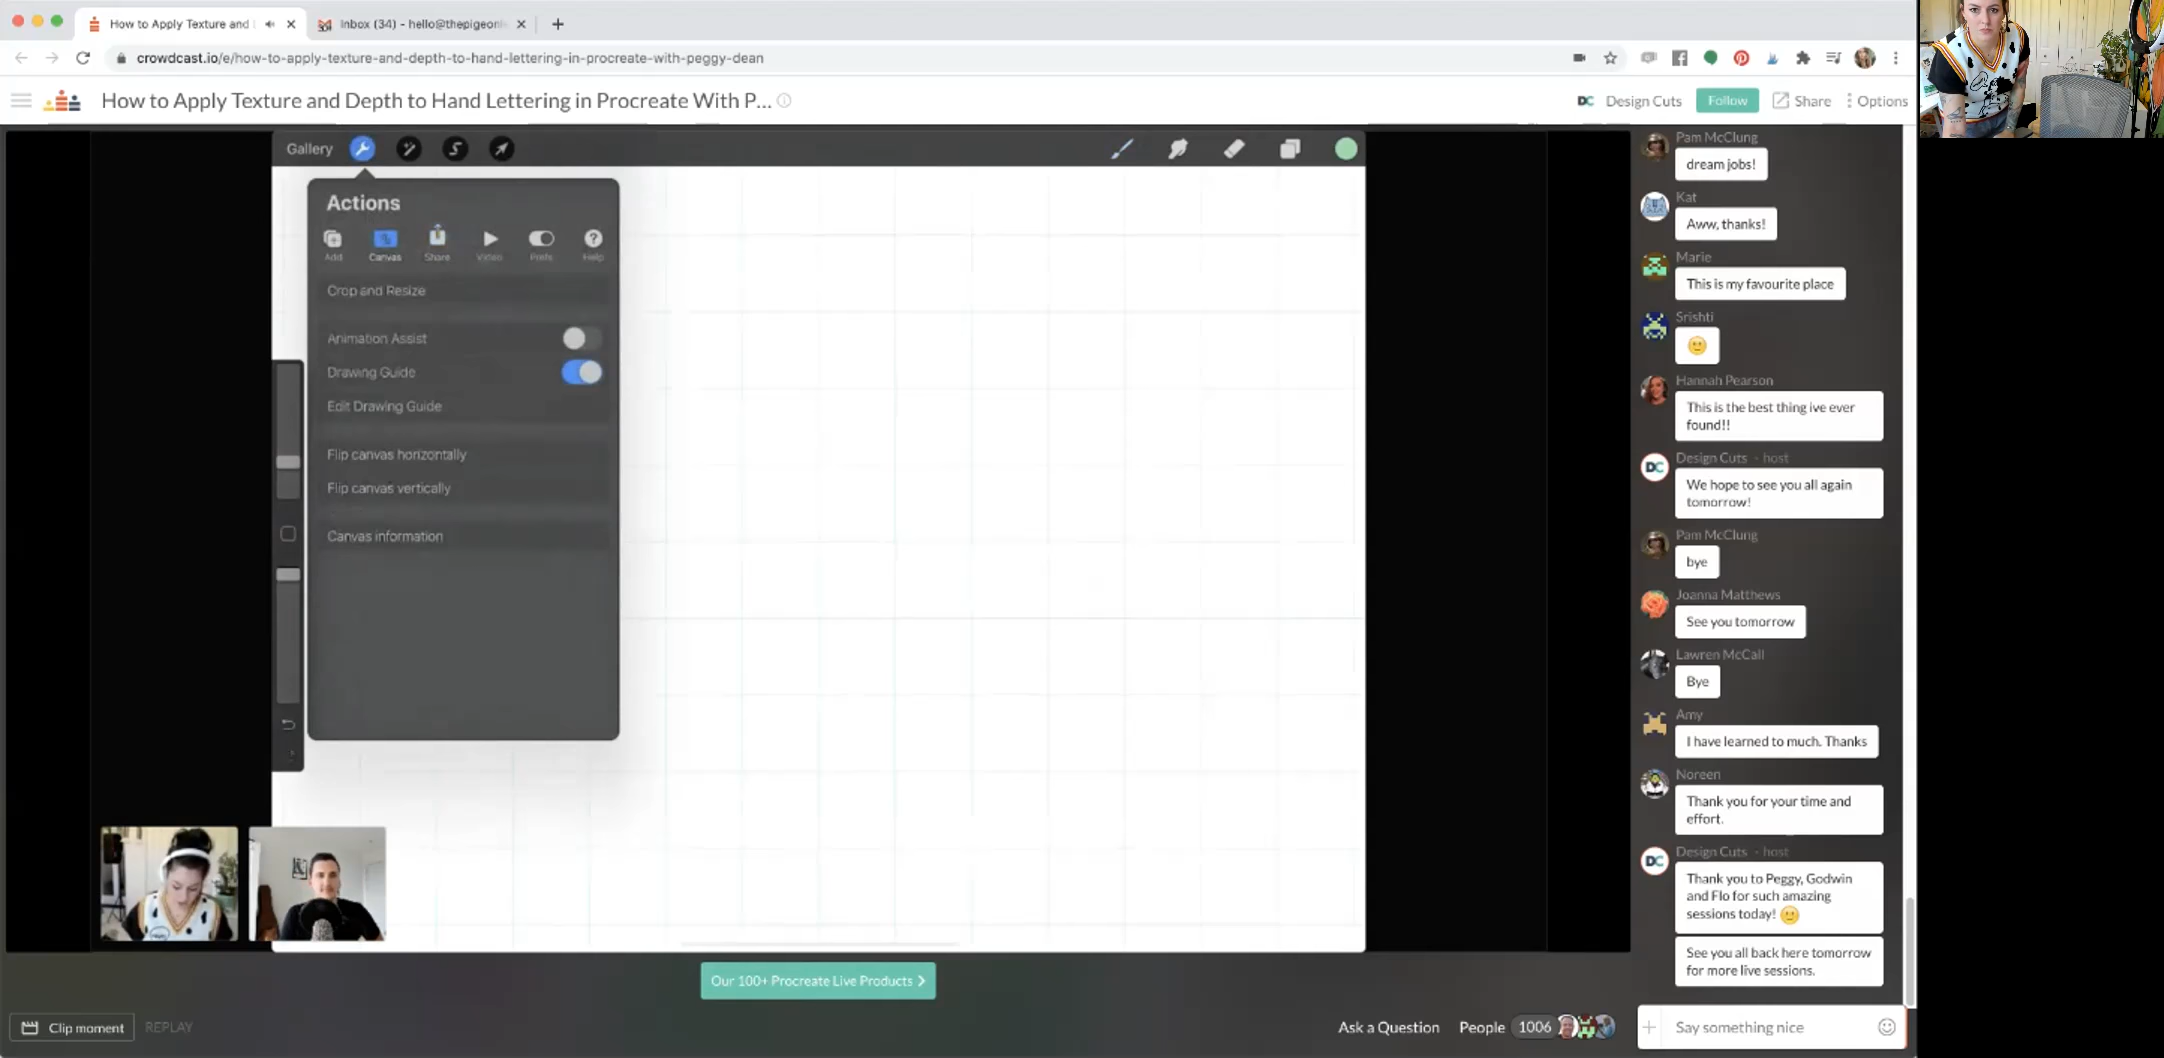 How to Apply Texture and
Inbox (34) - hello@thepigeonl
crowdcast.io/e/how-to-apply-texture-and-depth-to-hand-lettering-in-procreate-with-peggy-dean
How to Apply Texture and Depth to Hand Lettering in Procreate With P...
DC Design Cuts
Follow
Share
Options
Gallery
Actions
Add
Canvas
Share
Video
Prefs
Help
Crop and Resize
Animation Assist
Drawing Guide
Edit Drawing Guide
Flip canvas horizontally
Flip canvas vertically
Canvas information
Our 100+ Procreate Live Products
Clip moment
REPLAY
Ask a Question
People
1006
Pam McClung
dream jobs!
Kat
Aww, thanks!
Marie
This is my favourite place
Srishti
Hannah Pearson
This is the best thing ive ever
found!!
DC
Design Cuts - host
We hope to see you all again
tomorrow!
Pam McClung
bye
Joanna Matthews
See you tomorrow
Lawren McCall
Bye
Amy
I have learned to much. Thanks
Noreen
Thank you for your time and
effort.
DC
Design Cuts - host
Thank you to Peggy, Godwin
and Flo for such amazing
sessions today! 🙂
See you all back here tomorrow
for more live sessions.
Say something nice